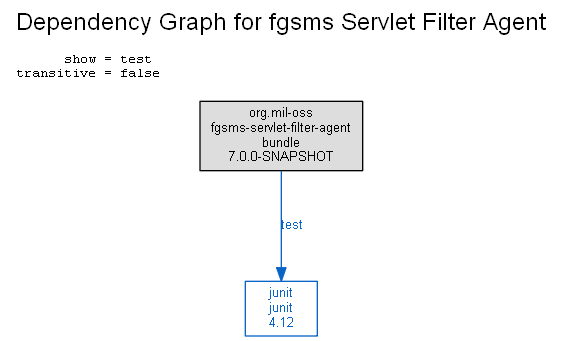 Dependency Graph for fgsms Servlet Filter Agent
show = test
transitive = false
org.mil-oss
fgsms-servlet-filter-agent
bundle
7.0.0-SNAPSHOT
test
junit
junit
4.12